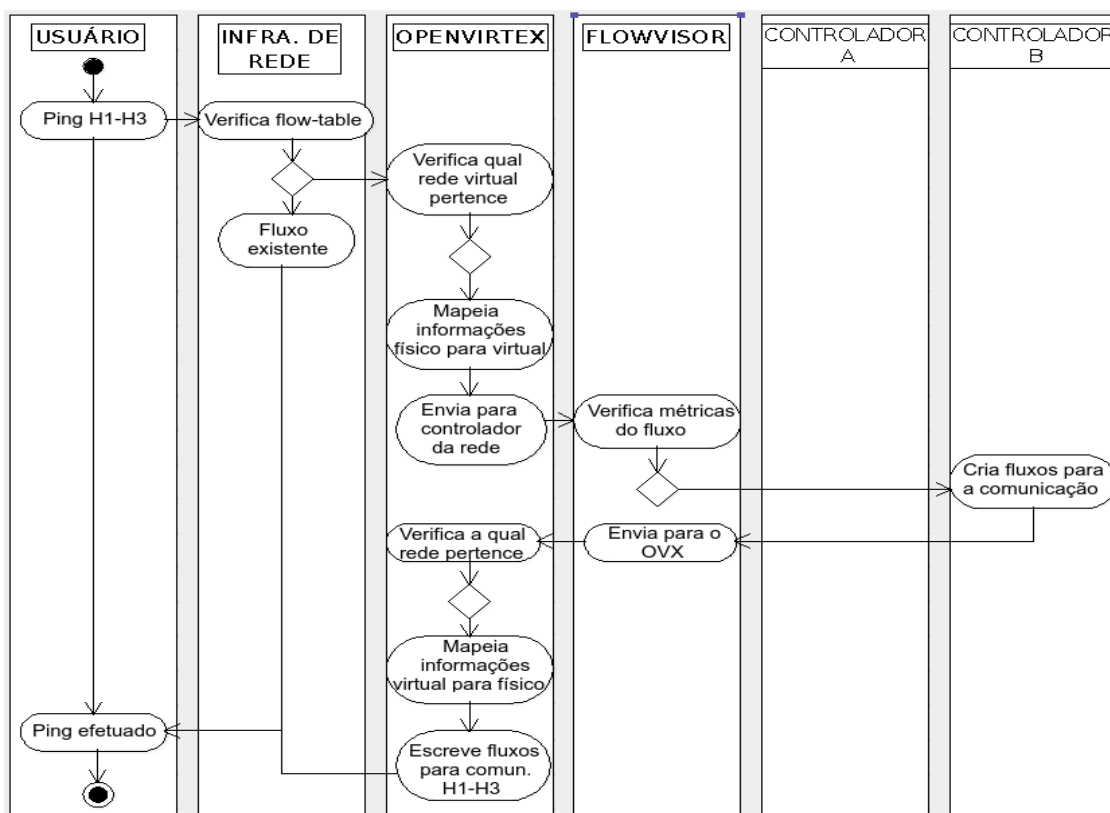 USUÁRIO
INFRA. DE
REDE
OPENVIRTEX
FLOWVISOR
CONTROLADOR
A
CONTROLADOR
B
Ping H1-H3
Verifica flow-table
Verifica qual
rede virtual
pertence
Fluxo
existente
Mapeia
informações
físico para virtual
Envia para
controlador
da rede
Verifica métricas
do fluxo
Cria fluxos para
a comunicação
Envia para o
OVX
Verifica a qual
rede pertence
Mapeia
informações
virtual para físico
Ping efetuado
Escreve fluxos
para comun.
H1-H3